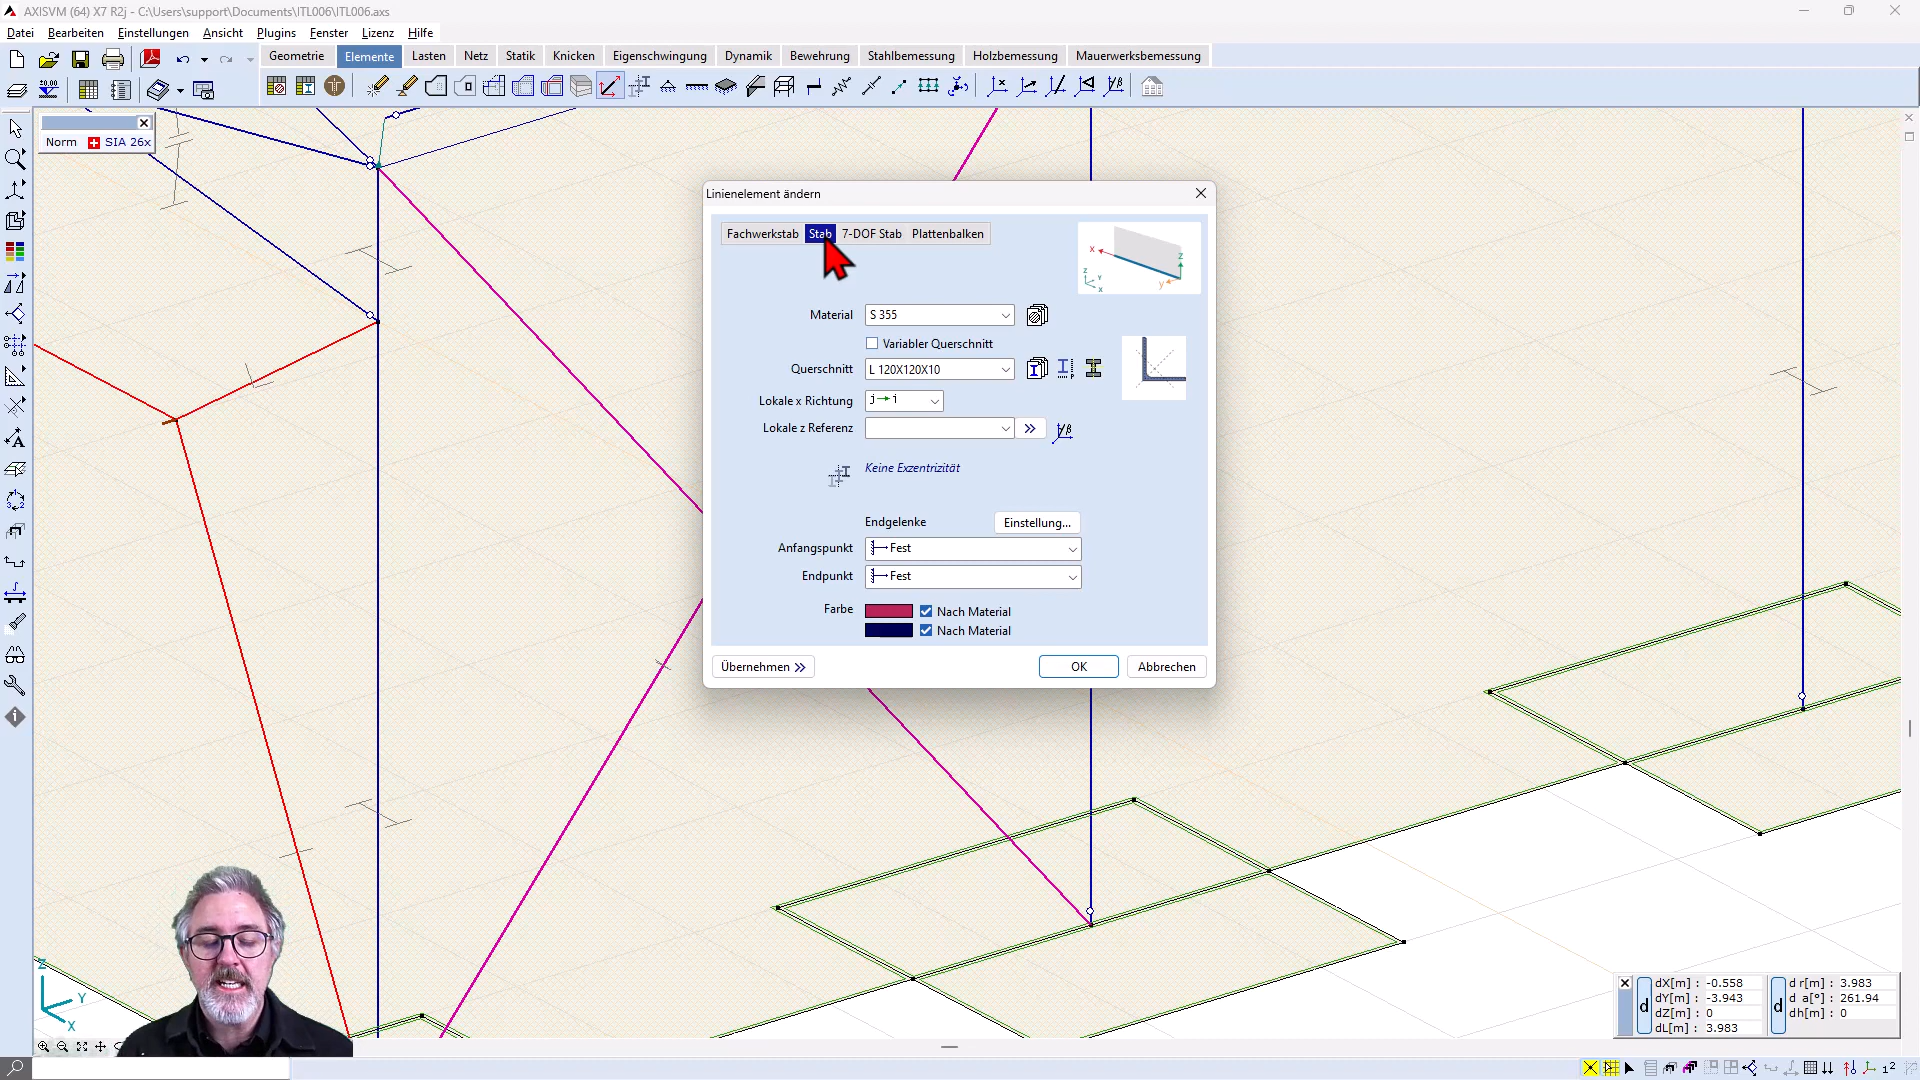 AXISVM (64) X7 R2j - C:\Users\support\Documents\ITL006\ITL006.axs
Datei Bearbeiten Einstellungen Ansicht Plugins Fenster Lizenz Hilfe
Geometrie Elemente Lasten Netz Statik Knicken Eigenschwingung Dynamik Bewehrung Stahlbemessung Holzbemessung Mauerwerksbemessung
Norm SIA 26x
Linienelement ändern
Fachwerkstab Stab 7-DOF Stab Plattenbalken
Material S 355
Variabler Querschnitt
Querschnitt L 120X120X10
Lokale x Richtung j→i
Lokale z Referenz
Keine Exzentrizität
Endgelenke Einstellung...
Anfangspunkt Fest
Endpunkt Fest
Farbe Nach Material
Nach Material
Übernehmen OK Abbrechen
Z
Y
X
dX[m] : -0.558
dY[m] : -3.943
dZ[m] : 0
dL[m] : 3.983
d
d r[m] : 3.983
d a[°] : 261.94
dh[m] : 0
d